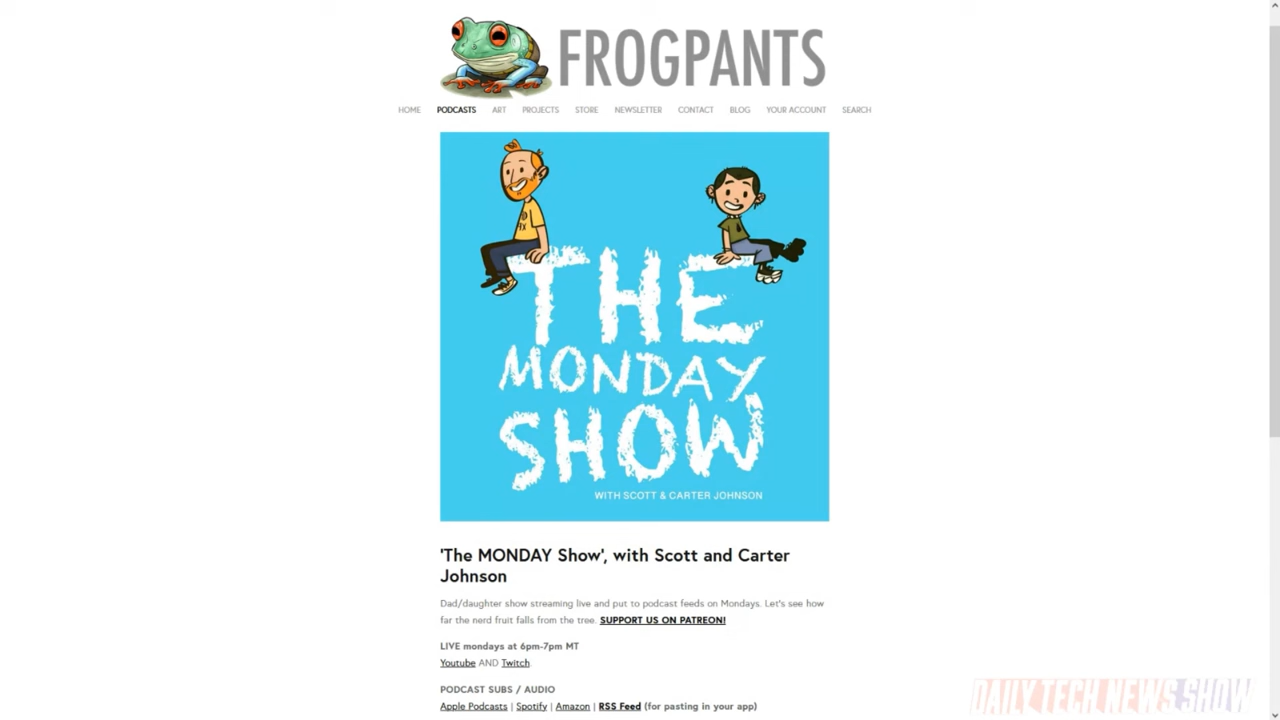 FROGPANTS
HOME PODCASTS ART PROJECTS STORE NEWSLETTER CONTACT BLOG YOUR ACCOUNT SEARCH
THE
MONDAY
SHOW
WITH SCOTT & CARTER JOHNSON
'The MONDAY Show', with Scott and Carter
Johnson
Dad/daughter show streaming live and put to podcast feeds on Mondays. Let's see how
far the nerd fruit falls from the tree. SUPPORT US ON PATREON!
LIVE mondays at 6pm-7pm MT
Youtube AND Twitch
PODCAST SUBS / AUDIO
Apple Podcasts | Spotify | Amazon | RSS Feed (for pasting in your app)
DAILY TECH NEWS SHOW